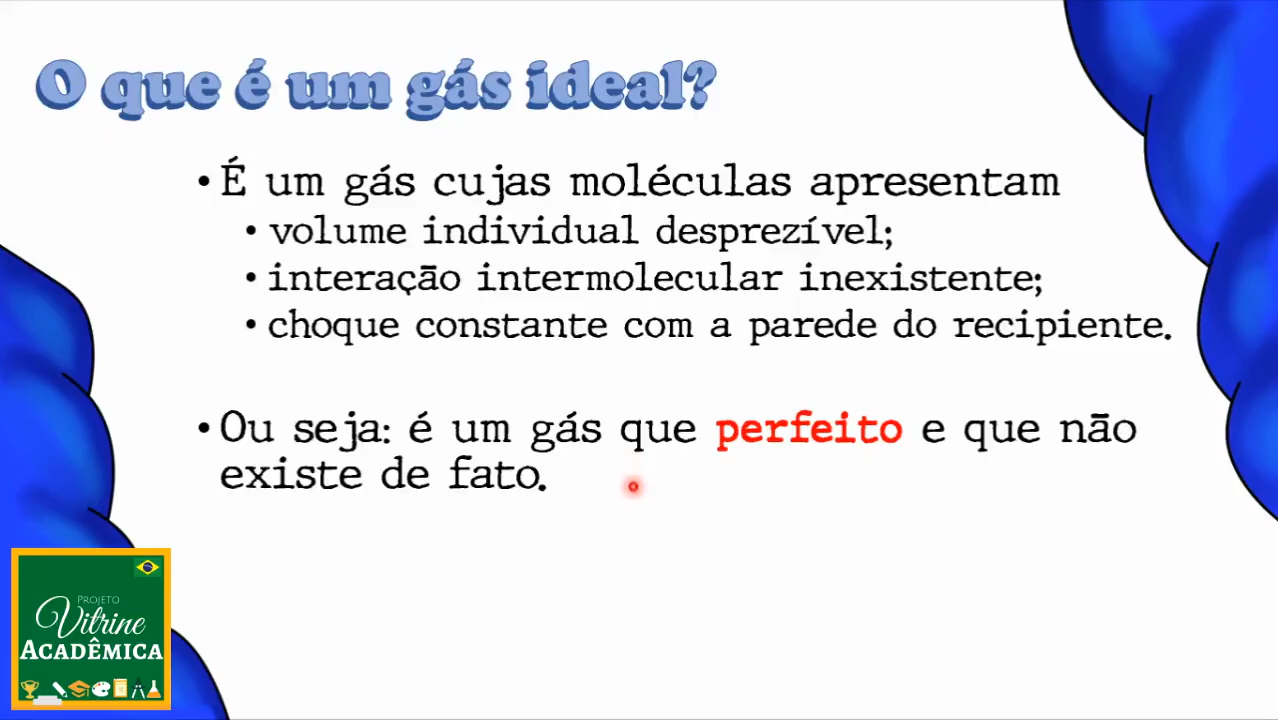 O que é um gás ideal?
• É um gás cujas moléculas apresentam
• volume individual desprezível;
• interação intermolecular inexistente;
• choque constante com a parede do recipiente.
• Ou seja: é um gás que perfeito e que não
existe de fato.
PROJETO
Vitrine
ACADÊMICA